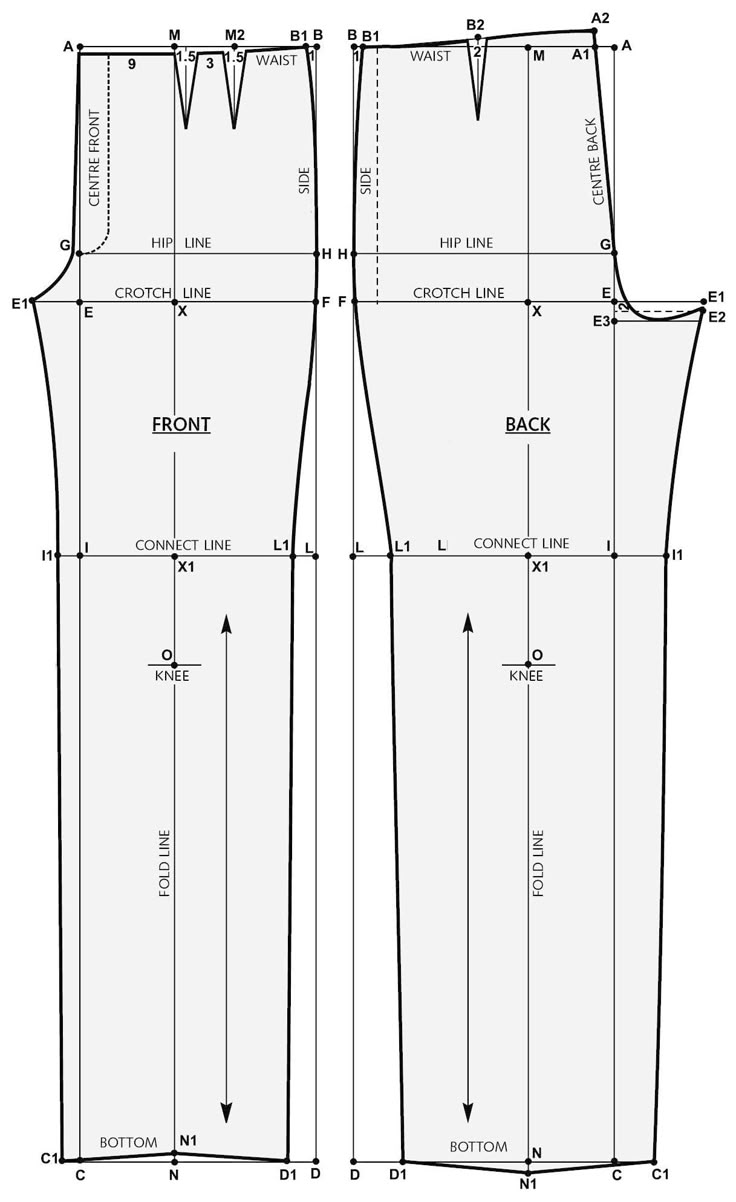 A M M2 B1 B
9 1.5 3 1.5 WAIST 1
CENTRE FRONT
SIDE
G HIP LINE H
E1 CROTCH LINE F
E X
FRONT
I1 I CONNECT LINE L1 L
X1
O
KNEE
FOLD LINE
BOTTOM N1
C1 C N D1 D
B B1 B2 A2
1 WAIST 2 M A1 A
SIDE
CENTRE BACK
H HIP LINE G
F CROTCH LINE E E1
X 2 E3 E2
BACK
L L1 L CONNECT LINE I I1
X1
O
KNEE
FOLD LINE
BOTTOM N
D D1 N1 C C1